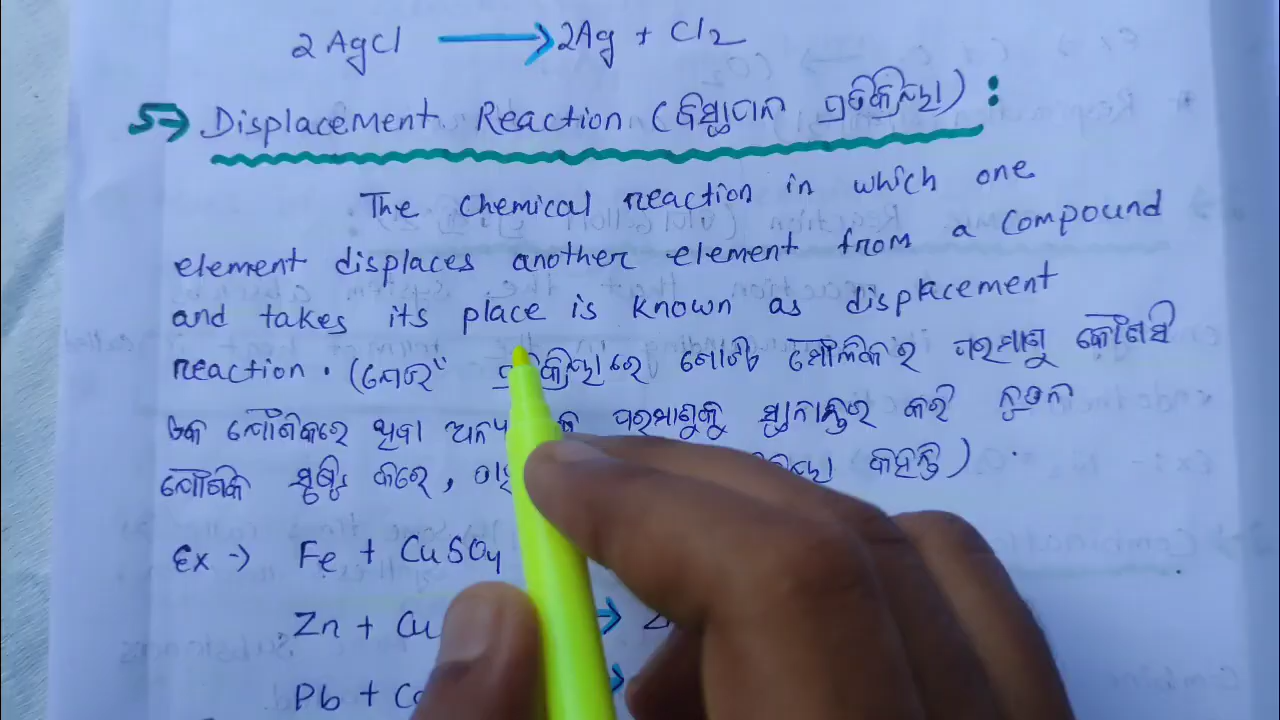 2AgCl → 2Ag + Cl2
5→ Displacement Reaction (ବିସ୍ଥାପନ ପ୍ରତିକ୍ରିୟା) :
The chemical reaction in which one
element displaces another element from a compound
and takes its place is known as displacement
reaction. (ଯେଉଁ ପ୍ରତିକ୍ରିୟାରେ ଗୋଟିଏ ମୌଳିକର ପରମାଣୁ କୌଣସି
ଏକ ଯୌଗିକରେ ଥିବା ପରମାଣୁକୁ ସ୍ଥାନାନ୍ତର କରି ନୂତନ
ଯୌଗିକ ସୃଷ୍ଟି କରେ, କହନ୍ତି)
Ex → Fe + CuSO4
Zn + Cu →
Pb +